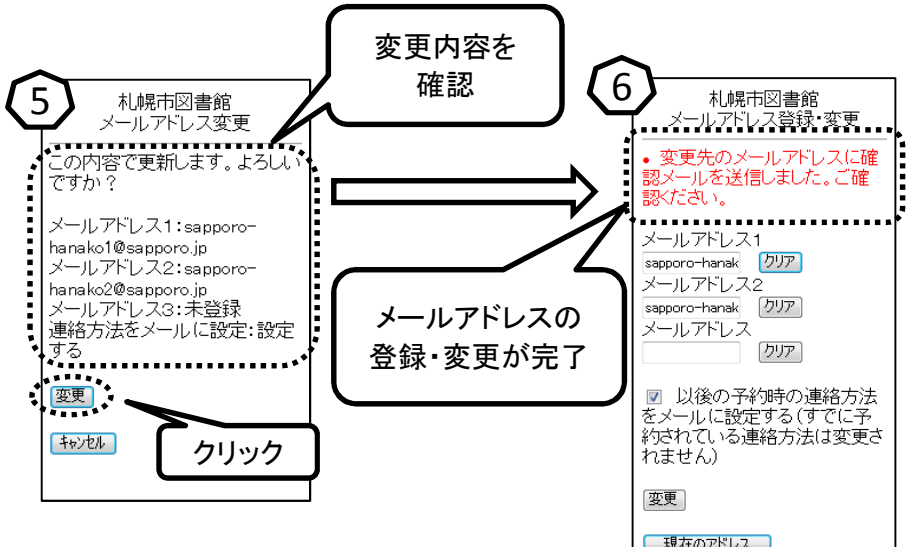 変更内容を
確認
5
札幌市図書館
メールアドレス変更
この内容で更新します。よろしい
ですか？
メールアドレス1：sapporo-
hanako1@sapporo.jp
メールアドレス2：sapporo-
hanako2@sapporo.jp
メールアドレス3：未登録
連絡方法をメールに設定：設定
する
変更
キャンセル
クリック
6
札幌市図書館
メールアドレス登録・変更
• 変更先のメールアドレスに確
認メールを送信しました。ご確
認ください。
メールアドレスの
登録・変更が完了
メールアドレス1
sapporo-hanak クリア
メールアドレス2
sapporo-hanak クリア
メールアドレス
クリア
以後の予約時の連絡方法
をメールに設定する(すでに予
約されている連絡方法は変更さ
れません)
変更
現在のアドレス